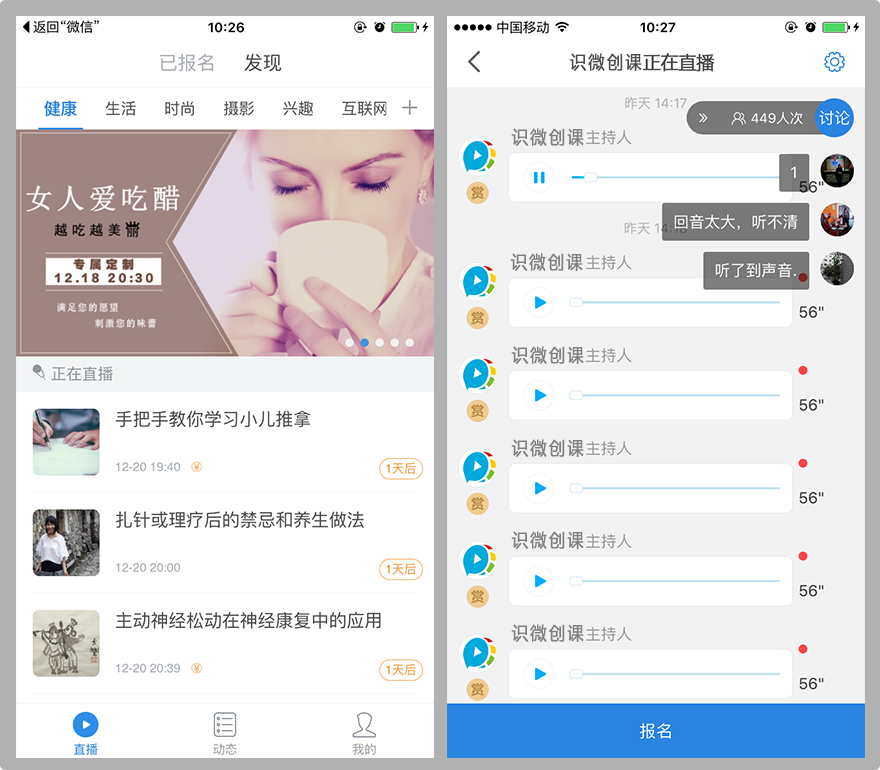 返回“微信”
10:26
已报名 发现
健康 生活 时尚 摄影 兴趣 互联网 +
女人爱吃醋
越吃越美丽
专属定制
12.18 20:30
满足您的愿望
刺激您的味蕾
正在直播
手把手教你学习小儿推拿
12-20 19:40 ¥
1天后
扎针或理疗后的禁忌和养生做法
12-20 20:00
1天后
主动神经松动在神经康复中的应用
12-20 20:39 ¥
1天后
直播 动态 我的
中国移动
10:27
识微创课正在直播
昨天 14:17
» 449人次 讨论
识微创课主持人
赏
1
56"
昨天 14:18
回音太大，听不清
识微创课主持人
听了到声音.
赏
56"
识微创课主持人
赏
56"
识微创课主持人
赏
56"
识微创课主持人
赏
56"
识微创课主持人
赏
56"
报名